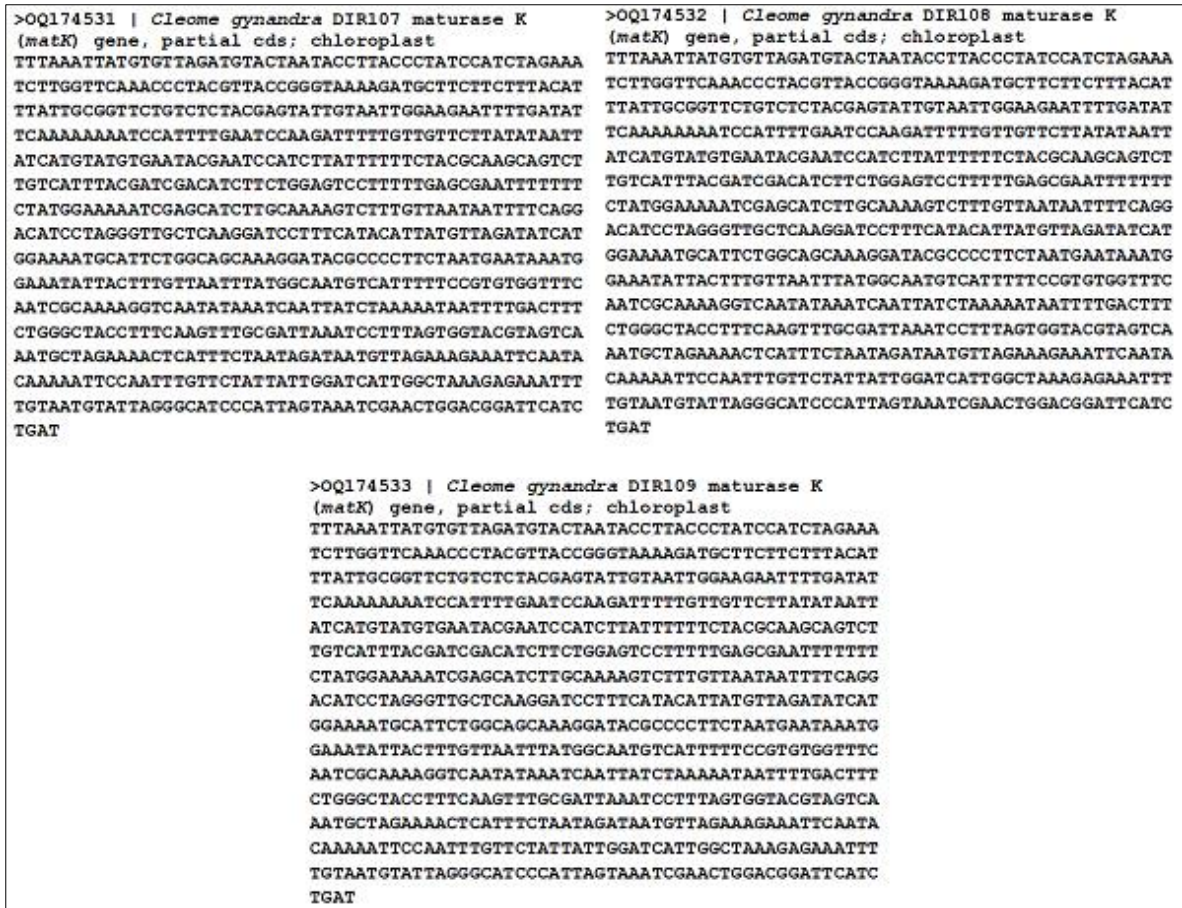 >OQ174531 | Cleome gynandra DIR107 maturase K
(matK) gene, partial cds; chloroplast
TTTAAATTATGTGTTAGATGTACTAATACCTTACCCTATCCATCTAGAAA
TCTTGGTTCAAACCCTACGTTACCGGGTAAAAGATGCTTCTTCTTTACAT
TTATTGCGGTTCTGTCTCTACGAGTATTGTAATTGGAAGAATTTTGATAT
TCAAAAAAAATCCATTTTGAATCCAAGATTTTTGTTGTTCTTATATAATT
ATCATGTATGTGAATACGAATCCATCTTATTTTTTCTACGCAAGCAGTCT
TGTCATTTACGATCGACATCTTCTGGAGTCCTTTTTGAGCGAATTTTTTT
CTATGGAAAAATCGAGCATCTTGCAAAAGTCTTTGTTAATAATTTTCAGG
ACATCCTAGGGTTGCTCAAGGATCCTTTCATACATTATGTTAGATATCAT
GGAAAATGCATTCTGGCAGCAAAGGATACGCCCCTTCTAATGAATAAATG
GAAATATTACTTTGTTAATTTATGGCAATGTCATTTTTCCGTGTGGTTTC
AATCGCAAAAGGTCAATATAAATCAATTATCTAAAAATAATTTTGACTTT
CTGGGCTACCTTTCAAGTTTGCGATTAAATCCTTTAGTGGTACGTAGTCA
AATGCTAGAAAACTCATTTCTAATAGATAATGTTAGAAAGAAATTCAATA
CAAAAATTCCAATTTGTTCTATTATTGGATCATTGGCTAAAGAGAAATTT
TGTAATGTATTAGGGCATCCCATTAGTAAATCGAACTGGACGGATTCATC
TGAT
>OQ174532 | Cleome gynandra DIR108 maturase K
(matK) gene, partial cds; chloroplast
TTTAAATTATGTGTTAGATGTACTAATACCTTACCCTATCCATCTAGAAA
TCTTGGTTCAAACCCTACGTTACCGGGTAAAAGATGCTTCTTCTTTACAT
TTATTGCGGTTCTGTCTCTACGAGTATTGTAATTGGAAGAATTTTGATAT
TCAAAAAAAATCCATTTTGAATCCAAGATTTTTGTTGTTCTTATATAATT
ATCATGTATGTGAATACGAATCCATCTTATTTTTTCTACGCAAGCAGTCT
TGTCATTTACGATCGACATCTTCTGGAGTCCTTTTTGAGCGAATTTTTTT
CTATGGAAAAATCGAGCATCTTGCAAAAGTCTTTGTTAATAATTTTCAGG
ACATCCTAGGGTTGCTCAAGGATCCTTTCATACATTATGTTAGATATCAT
GGAAAATGCATTCTGGCAGCAAAGGATACGCCCCTTCTAATGAATAAATG
GAAATATTACTTTGTTAATTTATGGCAATGTCATTTTTCCGTGTGGTTTC
AATCGCAAAAGGTCAATATAAATCAATTATCTAAAAATAATTTTGACTTT
CTGGGCTACCTTTCAAGTTTGCGATTAAATCCTTTAGTGGTACGTAGTCA
AATGCTAGAAAACTCATTTCTAATAGATAATGTTAGAAAGAAATTCAATA
CAAAAATTCCAATTTGTTCTATTATTGGATCATTGGCTAAAGAGAAATTT
TGTAATGTATTAGGGCATCCCATTAGTAAATCGAACTGGACGGATTCATC
TGAT
>OQ174533 | Cleome gynandra DIR109 maturase K
(matK) gene, partial cds; chloroplast
TTTAAATTATGTGTTAGATGTACTAATACCTTACCCTATCCATCTAGAAA
TCTTGGTTCAAACCCTACGTTACCGGGTAAAAGATGCTTCTTCTTTACAT
TTATTGCGGTTCTGTCTCTACGAGTATTGTAATTGGAAGAATTTTGATAT
TCAAAAAAAATCCATTTTGAATCCAAGATTTTTGTTGTTCTTATATAATT
ATCATGTATGTGAATACGAATCCATCTTATTTTTTCTACGCAAGCAGTCT
TGTCATTTACGATCGACATCTTCTGGAGTCCTTTTTGAGCGAATTTTTTT
CTATGGAAAAATCGAGCATCTTGCAAAAGTCTTTGTTAATAATTTTCAGG
ACATCCTAGGGTTGCTCAAGGATCCTTTCATACATTATGTTAGATATCAT
GGAAAATGCATTCTGGCAGCAAAGGATACGCCCCTTCTAATGAATAAATG
GAAATATTACTTTGTTAATTTATGGCAATGTCATTTTTCCGTGTGGTTTC
AATCGCAAAAGGTCAATATAAATCAATTATCTAAAAATAATTTTGACTTT
CTGGGCTACCTTTCAAGTTTGCGATTAAATCCTTTAGTGGTACGTAGTCA
AATGCTAGAAAACTCATTTCTAATAGATAATGTTAGAAAGAAATTCAATA
CAAAAATTCCAATTTGTTCTATTATTGGATCATTGGCTAAAGAGAAATTT
TGTAATGTATTAGGGCATCCCATTAGTAAATCGAACTGGACGGATTCATC
TGAT